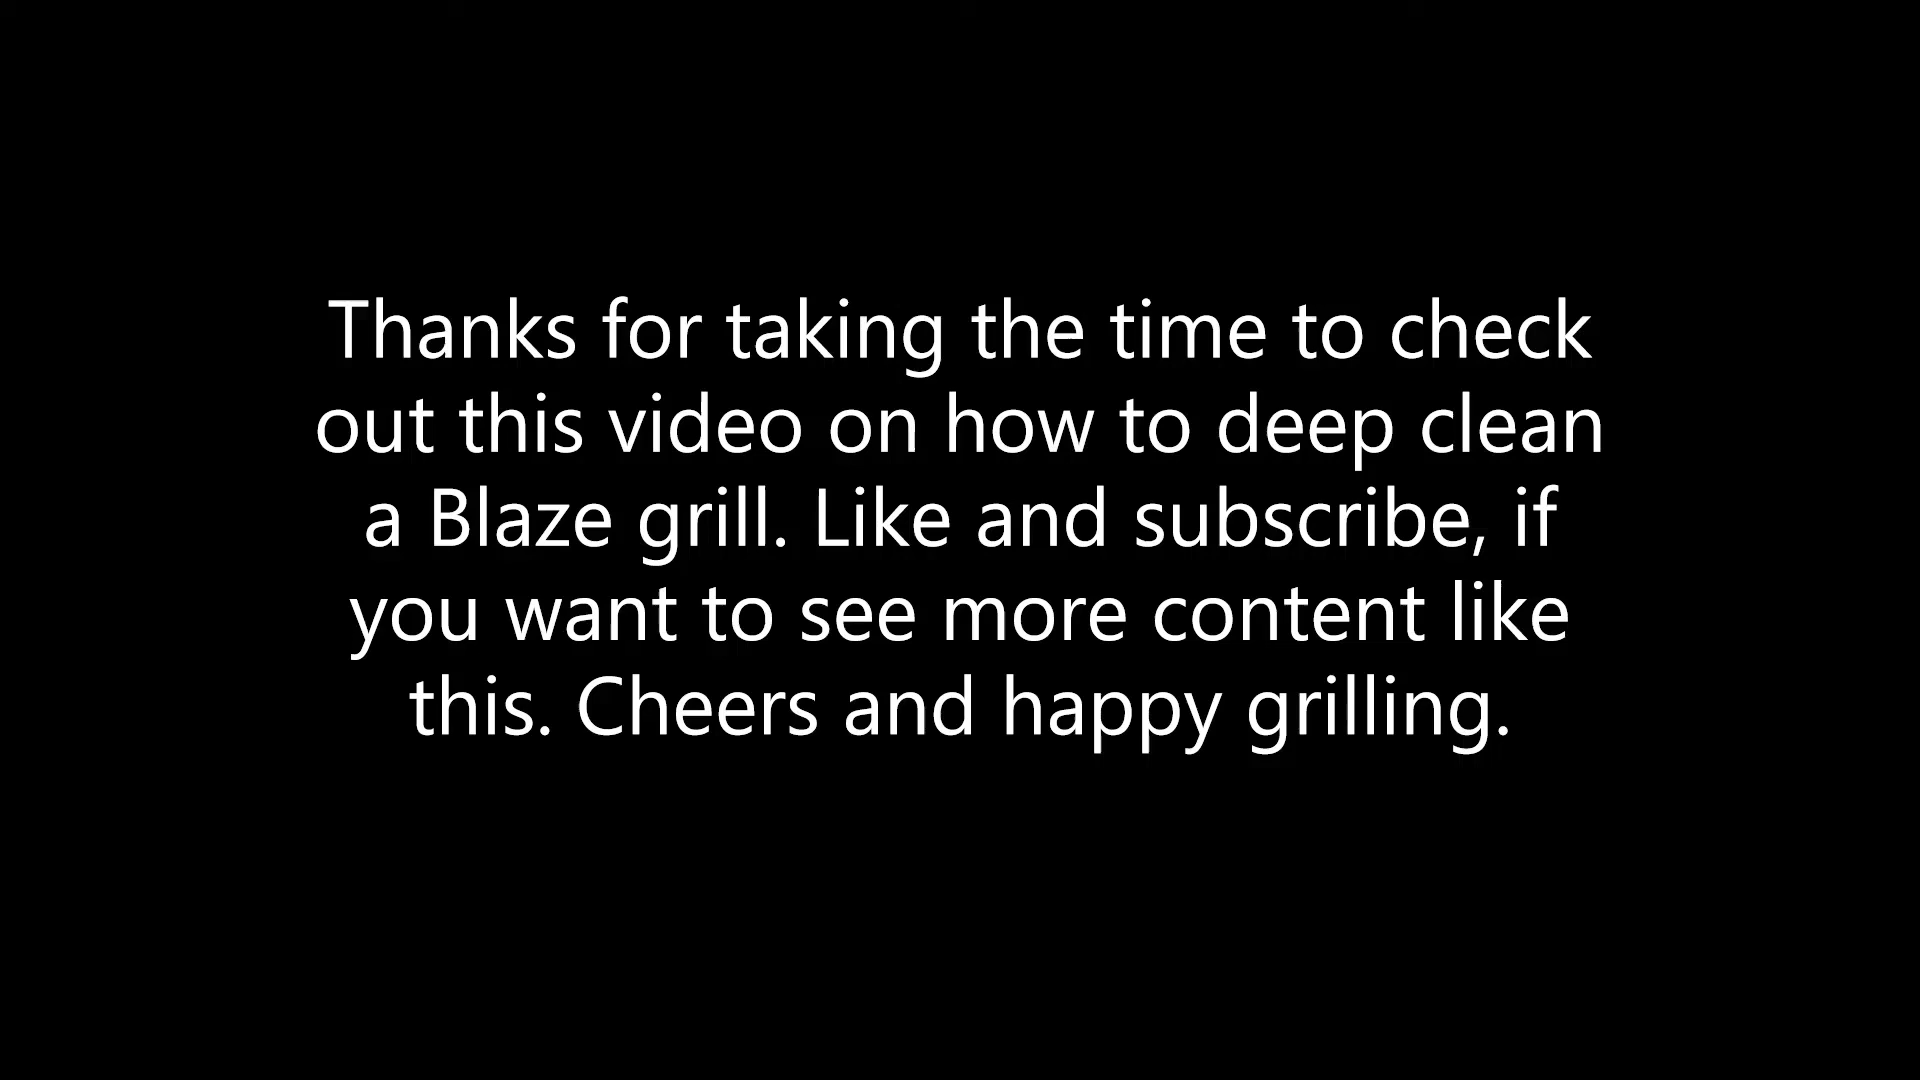 Thanks for taking the time to check
out this video on how to deep clean
a Blaze grill. Like and subscribe, if
you want to see more content like
this. Cheers and happy grilling.